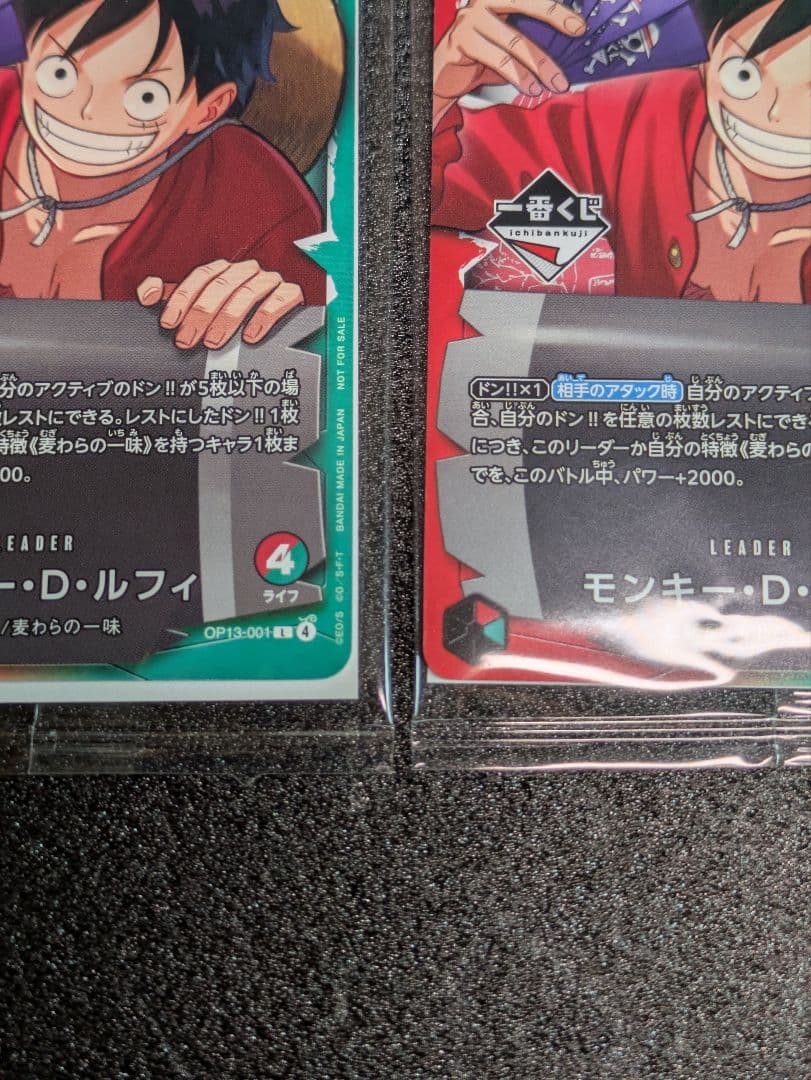 分のアクティブのドン!!が5枚以下の場
レストにできる。レストにしたドン!!1枚
特徴《麦わらの一味》を持つキャラ1枚ま
000。
LEADER
ー・D・ルフィ
/麦わらの一味
4
ライフ
OP13-001 L 4
©E.O/S ©O/S・F・T BANDAI MADE IN JAPAN NOT FOR SALE
一番くじ
ichibankuji
ドン!!×1 相手のアタック時 自分のアクティ
合、自分のドン!!を任意の枚数レストにでき
につき、このリーダーか自分の特徴《麦わらの
でを、このバトル中、パワー+2000。
LEADER
モンキー・D・